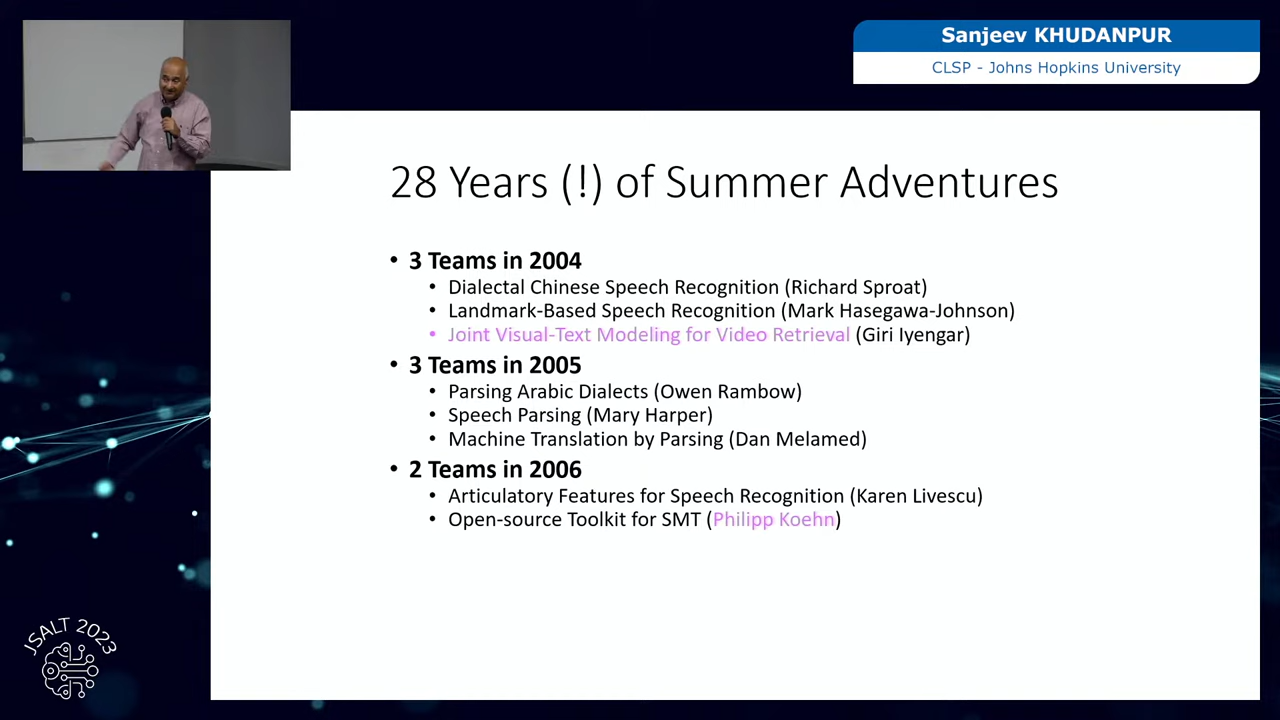 Sanjeev KHUDANPUR
CLSP - Johns Hopkins University
28 Years (!) of Summer Adventures
• 3 Teams in 2004
• Dialectal Chinese Speech Recognition (Richard Sproat)
• Landmark-Based Speech Recognition (Mark Hasegawa-Johnson)
• Joint Visual-Text Modeling for Video Retrieval (Giri Iyengar)
• 3 Teams in 2005
• Parsing Arabic Dialects (Owen Rambow)
• Speech Parsing (Mary Harper)
• Machine Translation by Parsing (Dan Melamed)
• 2 Teams in 2006
• Articulatory Features for Speech Recognition (Karen Livescu)
• Open-source Toolkit for SMT (Philipp Koehn)
JSALT 2023